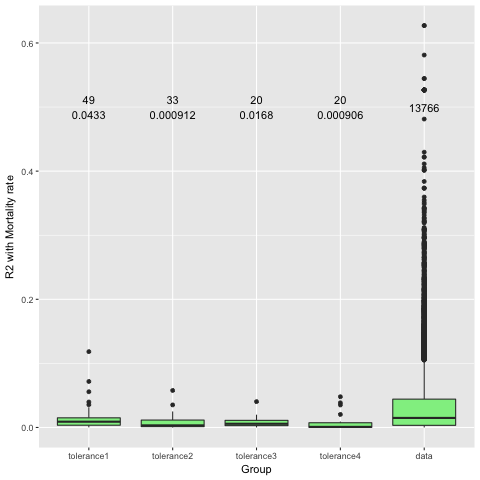 0.6
0.4
0.2
0.0
R2 with Mortality rate
49
0.0433
33
0.000912
20
0.0168
20
0.000906
13766
tolerance1
tolerance2
tolerance3
tolerance4
data
Group